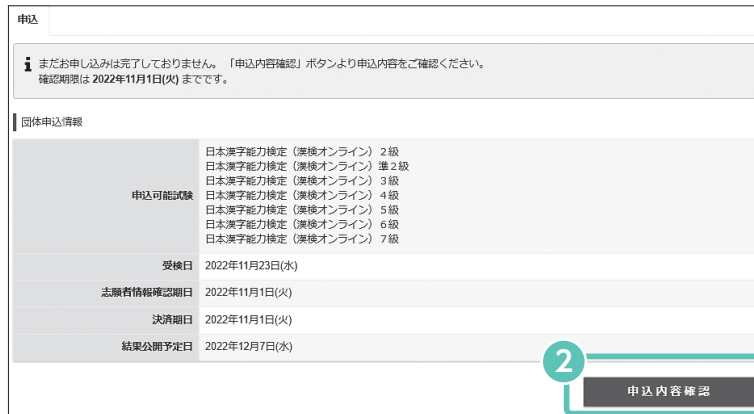 申込
i まだお申し込みは完了しておりません。「申込内容確認」ボタンより申込内容をご確認ください。
確認期限は 2022年11月1日(火) までです。
団体申込情報
申込可能試験
日本漢字能力検定（漢検オンライン）２級
日本漢字能力検定（漢検オンライン）準２級
日本漢字能力検定（漢検オンライン）３級
日本漢字能力検定（漢検オンライン）４級
日本漢字能力検定（漢検オンライン）５級
日本漢字能力検定（漢検オンライン）６級
日本漢字能力検定（漢検オンライン）７級
受検日 2022年11月23日(水)
志願者情報確認期日 2022年11月1日(火)
決済期日 2022年11月1日(火)
結果公開予定日 2022年12月7日(水)
2
申込内容確認